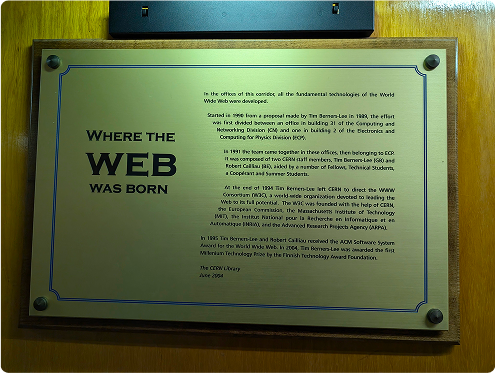 WHERE THE
WEB
WAS BORN
In the offices of this corridor, all the fundamental technologies of the World
Wide Web were developed.
Started in 1990 from a proposal made by Tim Berners-Lee in 1989, the effort
was first divided between an office in building 31 of the Computing and
Networking Division (CN) and one in building 2 of the Electronics and
Computing for Physics Division (ECP).
In 1991 the team came together in these offices, then belonging to ECP.
It was composed of two CERN staff members, Tim Berners-Lee (GB) and
Robert Cailliau (BE), aided by a number of Fellows, Technical Students,
a Coopérant and Summer Students.
At the end of 1994 Tim Berners-Lee left CERN to direct the WWW
Consortium (W3C), a world-wide organization devoted to leading the
Web to its full potential. The W3C was founded with the help of CERN,
the European Commission, the Massachusetts Institute of Technology
(MIT), the Institut National pour la Recherche en Informatique et en
Automatique (INRIA), and the Advanced Research Projects Agency (ARPA).
In 1995 Tim Berners-Lee and Robert Cailliau received the ACM Software System
Award for the World Wide Web. In 2004, Tim Berners-Lee was awarded the first
Millenium Technology Prize by the Finnish Technology Award Foundation.
The CERN Library
June 2004